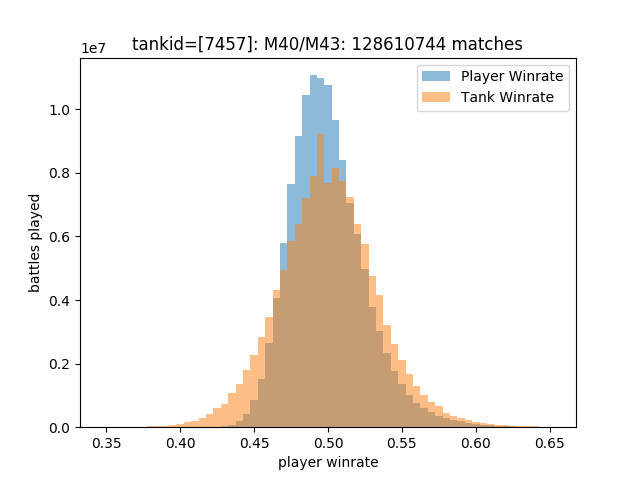 tankid=[7457]: M40/M43: 128610744 matches
1e7
Player Winrate
Tank Winrate
1.0
0.8
0.6
0.4
0.2
0.0
battles played
0.35 0.40 0.45 0.50 0.55 0.60 0.65
player winrate